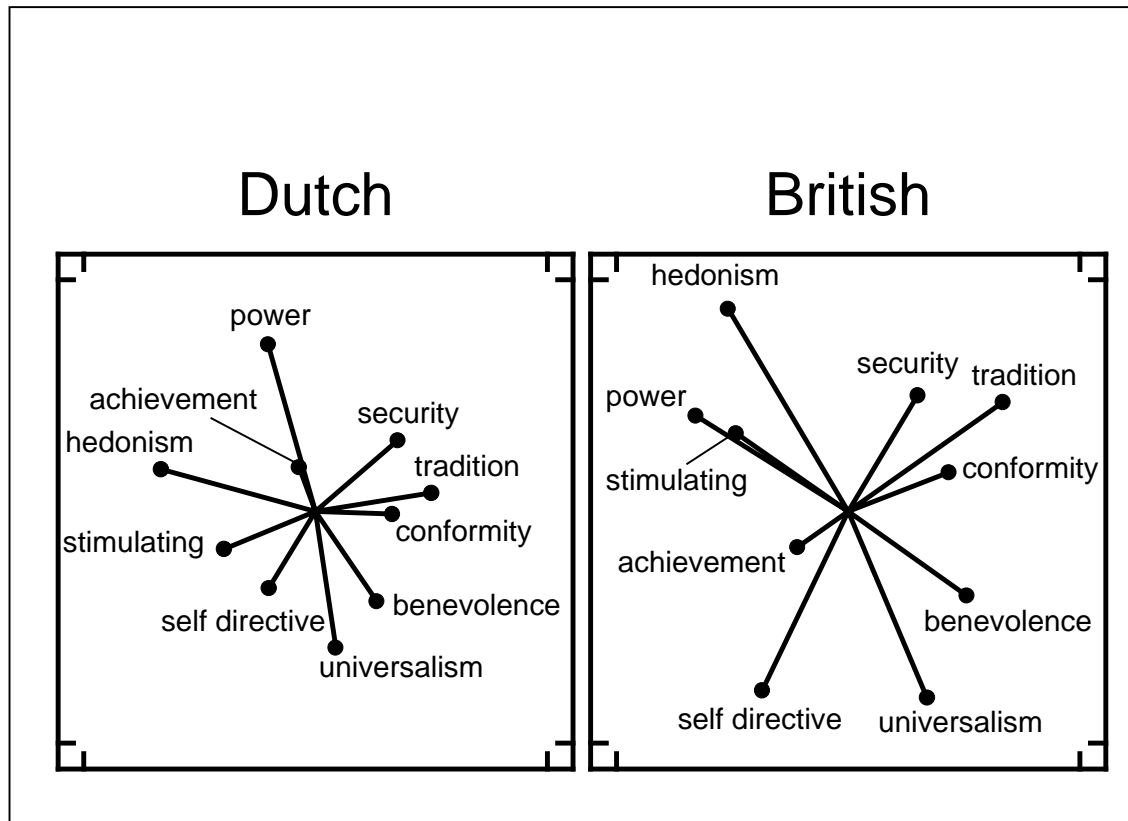 Dutch
power
achievement
hedonism
security
tradition
stimulating
conformity
self directive
benevolence
universalism
British
hedonism
security
tradition
power
stimulating
conformity
achievement
benevolence
self directive
universalism